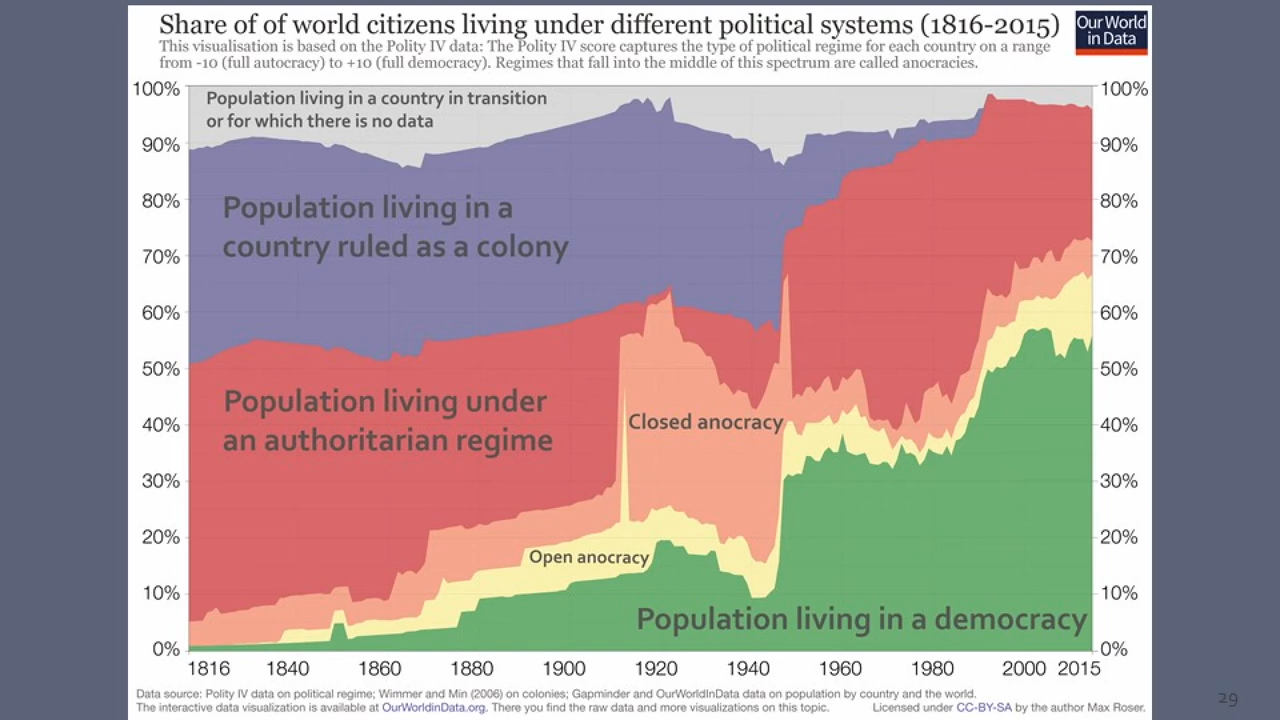 Share of of world citizens living under different political systems (1816-2015)
Our World
in Data
This visualisation is based on the Polity IV data: The Polity IV score captures the type of political regime for each country on a range
from -10 (full autocracy) to +10 (full democracy). Regimes that fall into the middle of this spectrum are called anocracies.
100%
90%
80%
70%
60%
50%
40%
30%
20%
10%
0%
Population living in a country in transition
or for which there is no data
Population living in a
country ruled as a colony
Population living under
an authoritarian regime
Closed anocracy
Open anocracy
Population living in a democracy
100%
90%
80%
70%
60%
50%
40%
30%
20%
10%
0%
1816 1840 1860 1880 1900 1920 1940 1960 1980 2000 2015
Data source: Polity IV data on political regime; Wimmer and Min (2006) on colonies; Gapminder and OurWorldInData data on population by country and the world.
The interactive data visualization is available at OurWorldinData.org. There you find the raw data and more visualizations on this topic.
Licensed under CC-BY-SA by the author Max Roser.
29